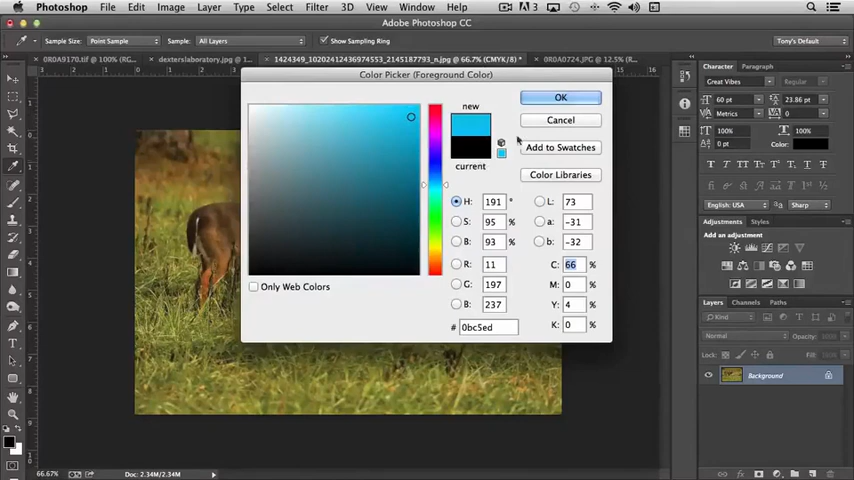 Photoshop File Edit Image Layer Type Select Filter 3D View Window Help
Adobe Photoshop CC
Sample Size: Point Sample Sample: All Layers Show Sampling Ring Tony's Default
0R0A9170.tif @ 100% (RG... dexterslaboratory.jpg @ 1... 1424349_10202412436974553_2145187793_n.jpg @ 66.7% (CMYK/8) * 0R0A0724.JPG @ 12.5% (R...
Color Picker (Foreground Color)
new
current
OK
Cancel
Add to Swatches
Color Libraries
H: 191 °
S: 95 %
B: 93 %
R: 11
G: 197
B: 237
# 0bc5ed
L: 73
a: -31
b: -32
C: 66 %
M: 0 %
Y: 4 %
K: 0 %
Only Web Colors
Character Paragraph
Great Vibes Regular
60 pt 23.86 pt
Metrics 0
100% 100%
0 pt Color:
English: USA Sharp
Adjustments Styles
Add an adjustment
Layers Channels Paths
Kind
Normal Opacity:
Lock: Fill:
Background
66.67% Doc: 2.34M/2.34M